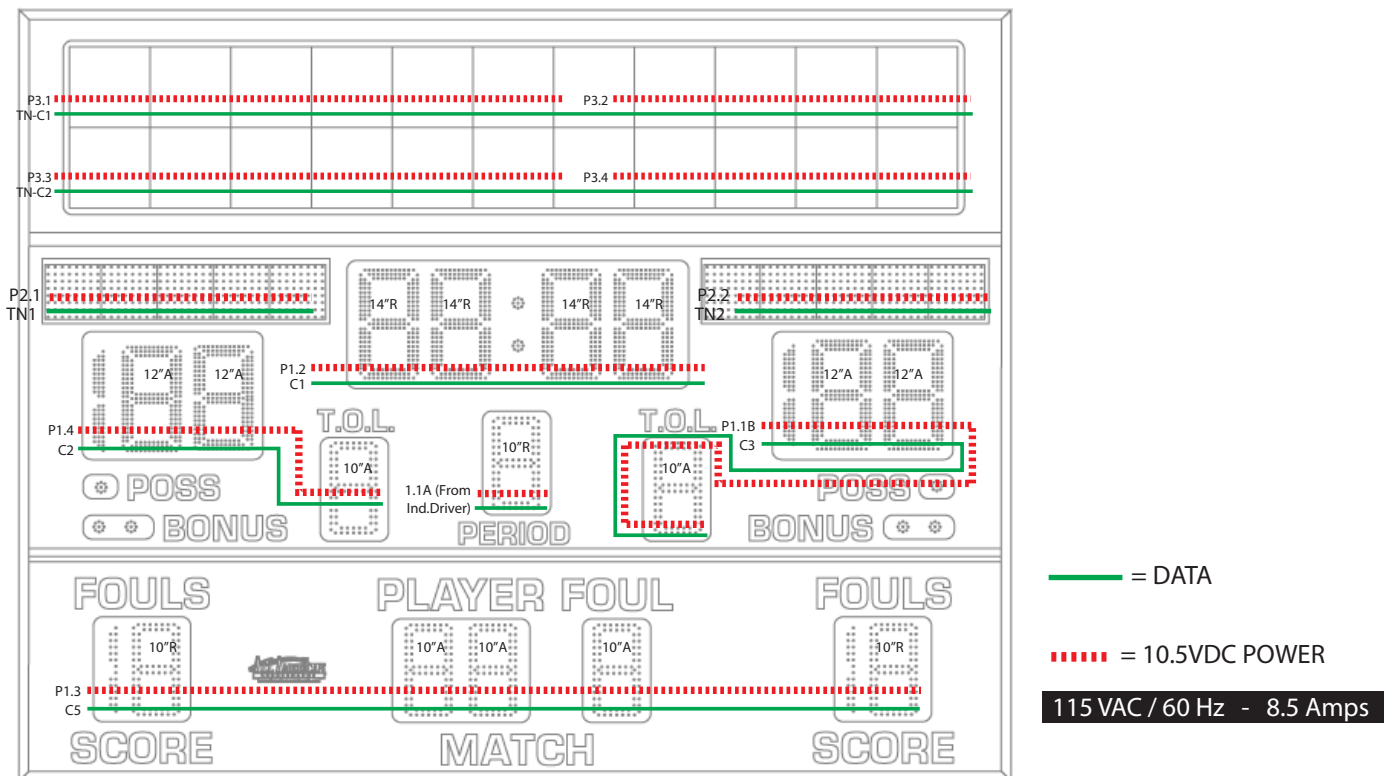 P3.1
P3.2
TN-C1
P3.3
P3.4
TN-C2
P2.1
TN1
14"R
14"R
14"R
14"R
P2.2
TN2
12"A
12"A
12"A
12"A
P1.2
C1
T.O.L.
T.O.L.
P1.4
C2
P1.1B
C3
10"A
10"R
10"A
POSS
1.1A (From
Ind.Driver)
POSS
BONUS
PERIOD
BONUS
FOULS
PLAYER FOUL
FOULS
10"R
10"A
10"A
10"A
10"R
P1.3
C5
SCORE
MATCH
SCORE
= DATA
= 10.5VDC POWER
115 VAC / 60 Hz - 8.5 Amps